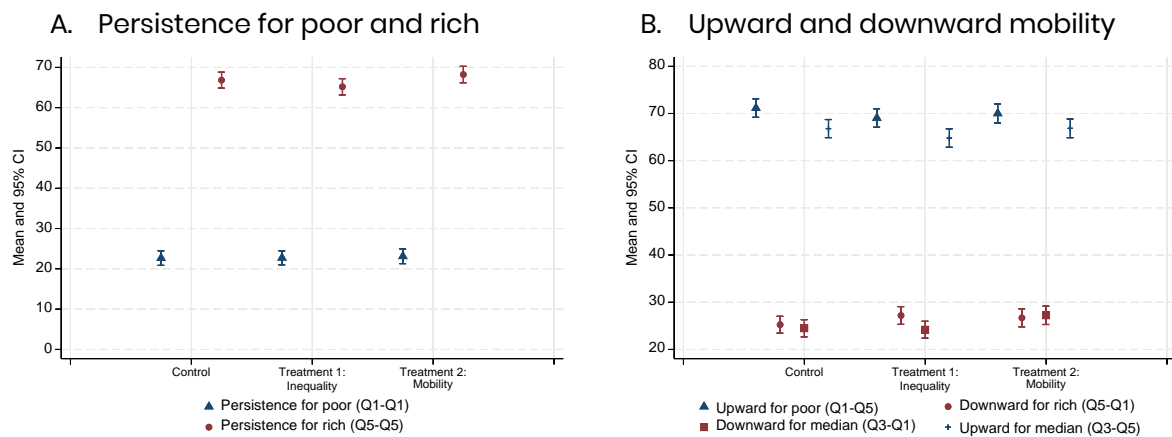 A. Persistence for poor and rich
Mean and 95% CI
70
60
50
40
30
20
10
0
Control
Treatment 1:
Inequality
Treatment 2:
Mobility
Persistence for poor (Q1-Q1)
Persistence for rich (Q5-Q5)
B. Upward and downward mobility
Mean and 95% CI
80
70
60
50
40
30
20
Control
Treatment 1:
Inequality
Treatment 2:
Mobility
Upward for poor (Q1-Q5)
Downward for rich (Q5-Q1)
Downward for median (Q3-Q1)
Upward for median (Q3-Q5)